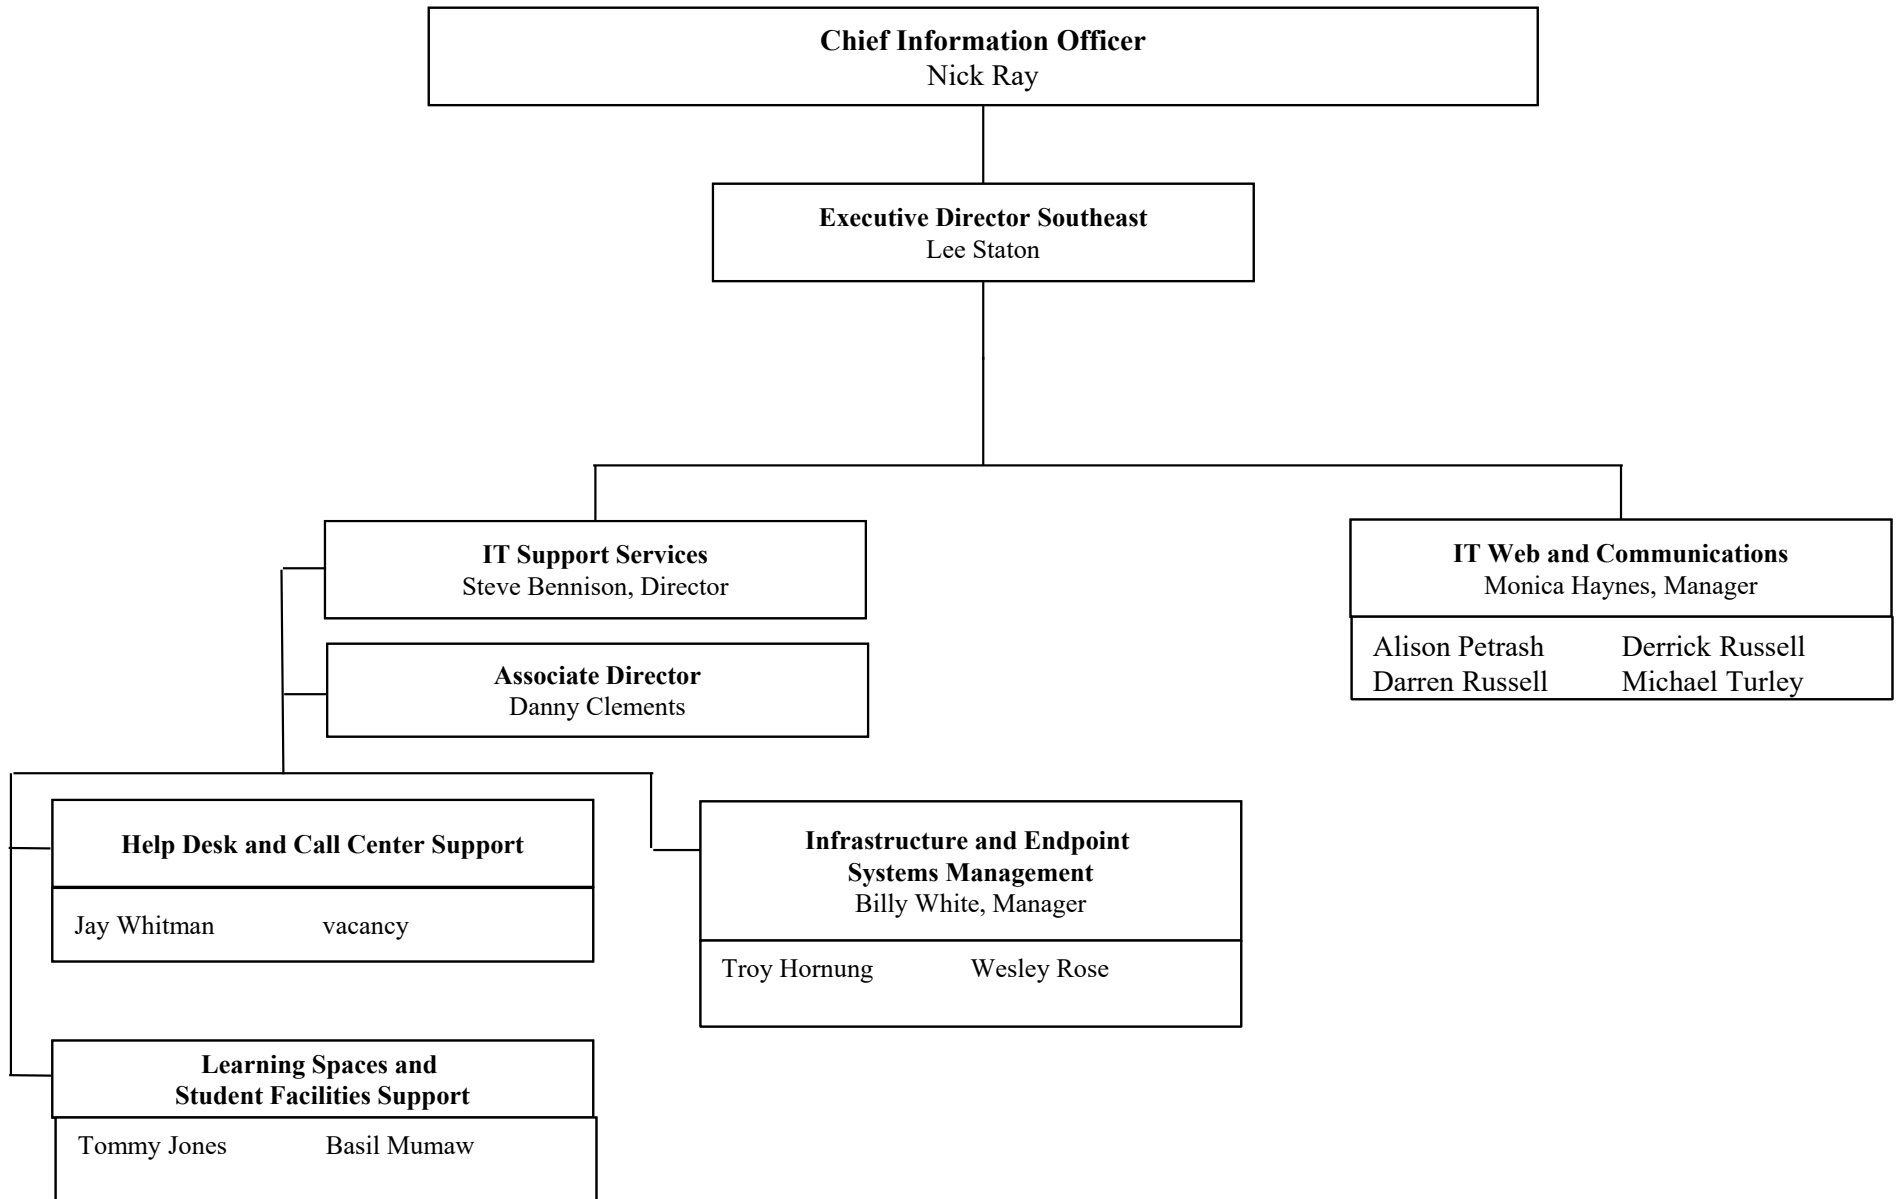 Chief Information Officer
Nick Ray
Executive Director Southeast
Lee Staton
IT Support Services
Steve Bennison, Director
IT Web and Communications
Monica Haynes, Manager
Alison Petrash Derrick Russell
Darren Russell Michael Turley
Associate Director
Danny Clements
Help Desk and Call Center Support
Jay Whitman vacancy
Infrastructure and Endpoint
Systems Management
Billy White, Manager
Troy Hornung Wesley Rose
Learning Spaces and
Student Facilities Support
Tommy Jones Basil Mumaw